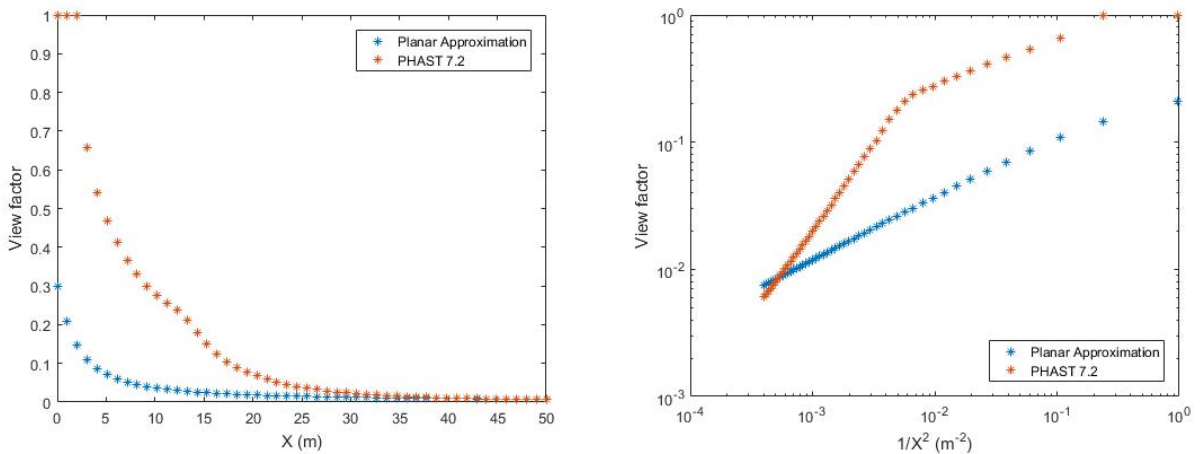 1
0.9
0.8
0.7
0.6
0.5
0.4
0.3
0.2
0.1
0
View factor
0 5 10 15 20 25 30 35 40 45 50
X (m)
Planar Approximation
PHAST 7.2
10^0
10^-1
10^-2
10^-3
View factor
10^-4 10^-3 10^-2 10^-1 10^0
1/X^2 (m^-2)
Planar Approximation
PHAST 7.2